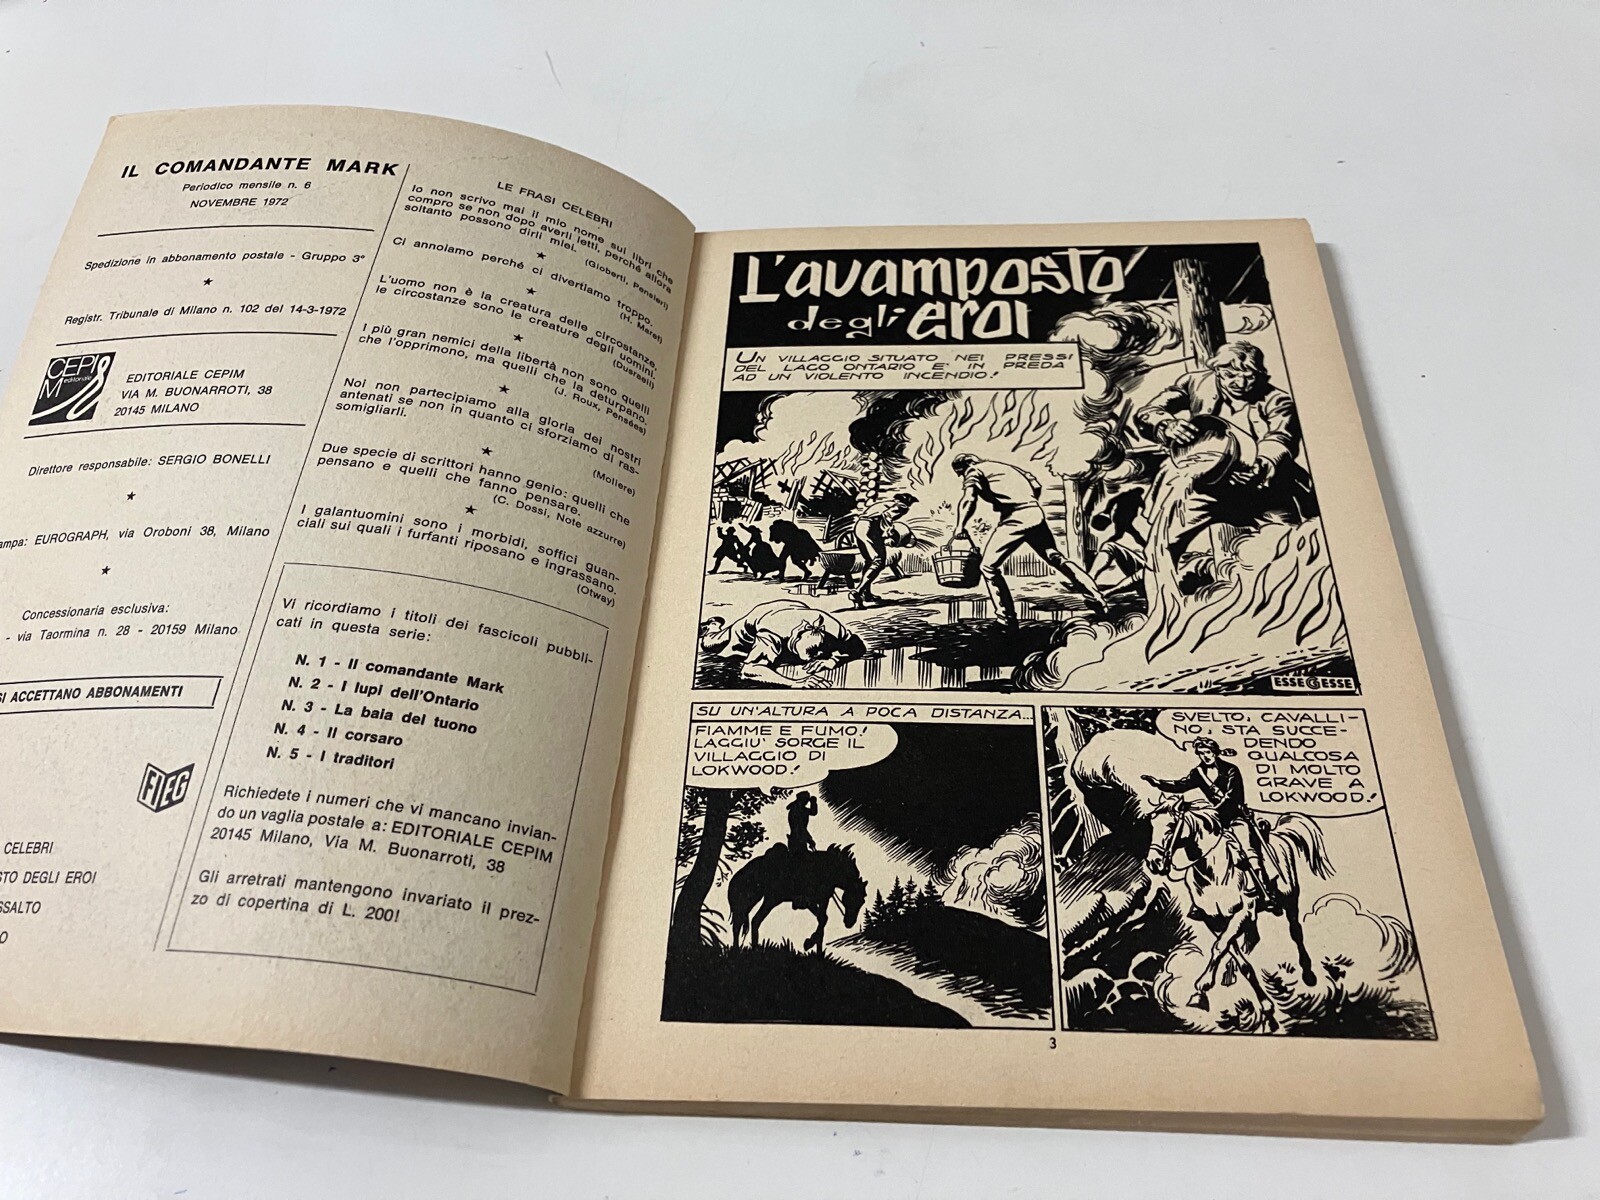 IL COMANDANTE MARK
Periodico mensile n. 6
NOVEMBRE 1972
Spedizione in abbonamento postale - Gruppo 3°
★
Registr. Tribunale di Milano n. 102 del 14-3-1972
CEPI
M editoriale
EDITORIALE CEPIM
VIA M. BUONARROTI, 38
20145 MILANO
Direttore responsabile: SERGIO BONELLI
★
ampa: EUROGRAPH, via Oroboni 38, Milano
★
Concessionaria esclusiva:
- via Taormina n. 28 - 20159 Milano
SI ACCETTANO ABBONAMENTI
FIEG
CELEBRI
STO DEGLI EROI
SSALTO
O
LE FRASI CELEBRI
Io non scrivo mai il mio nome sui libri che
compro se non dopo averli letti, perché allora
soltanto possono dirli miei.
(Gioberti, Pensieri)
★
Ci annoiamo perché ci divertiamo troppo.
(H. Maret)
★
L'uomo non è la creatura delle circostanze,
le circostanze sono le creature degli uomini.
(Dusraeli)
★
I più gran nemici della libertà non sono quelli
che l'opprimono, ma quelli che la deturpano.
(J. Roux, Pensées)
★
Noi non partecipiamo alla gloria dei nostri
antenati se non in quanto ci sforziamo di ras-
somigliarli.
(Moliere)
★
Due specie di scrittori hanno genio: quelli che
pensano e quelli che fanno pensare.
(C. Dossi, Note azzurre)
★
I galantuomini sono i morbidi, soffici guan-
ciali sui quali i furfanti riposano e ingrassano.
(Otway)
Vi ricordiamo i titoli dei fascicoli pubbli-
cati in questa serie:
N. 1 - Il comandante Mark
N. 2 - I lupi dell'Ontario
N. 3 - La baia del tuono
N. 4 - Il corsaro
N. 5 - I traditori
Richiedete i numeri che vi mancano invian-
do un vaglia postale a: EDITORIALE CEPIM
20145 Milano, Via M. Buonarroti, 38
Gli arretrati mantengono invariato il prez-
zo di copertina di L. 200!
L'avamposto
degli eroi
UN VILLAGGIO SITUATO NEI PRESSI
DEL LAGO ONTARIO E' IN PREDA
AD UN VIOLENTO INCENDIO!
ESSEGESSE
SU UN'ALTURA A POCA DISTANZA...
FIAMME E FUMO!
LAGGIU' SORGE IL
VILLAGGIO DI
LOKWOOD!
SVELTO, CAVALLI-
NO, STA SUCCE-
DENDO
QUALCOSA
DI MOLTO
GRAVE A
LOKWOOD!
3